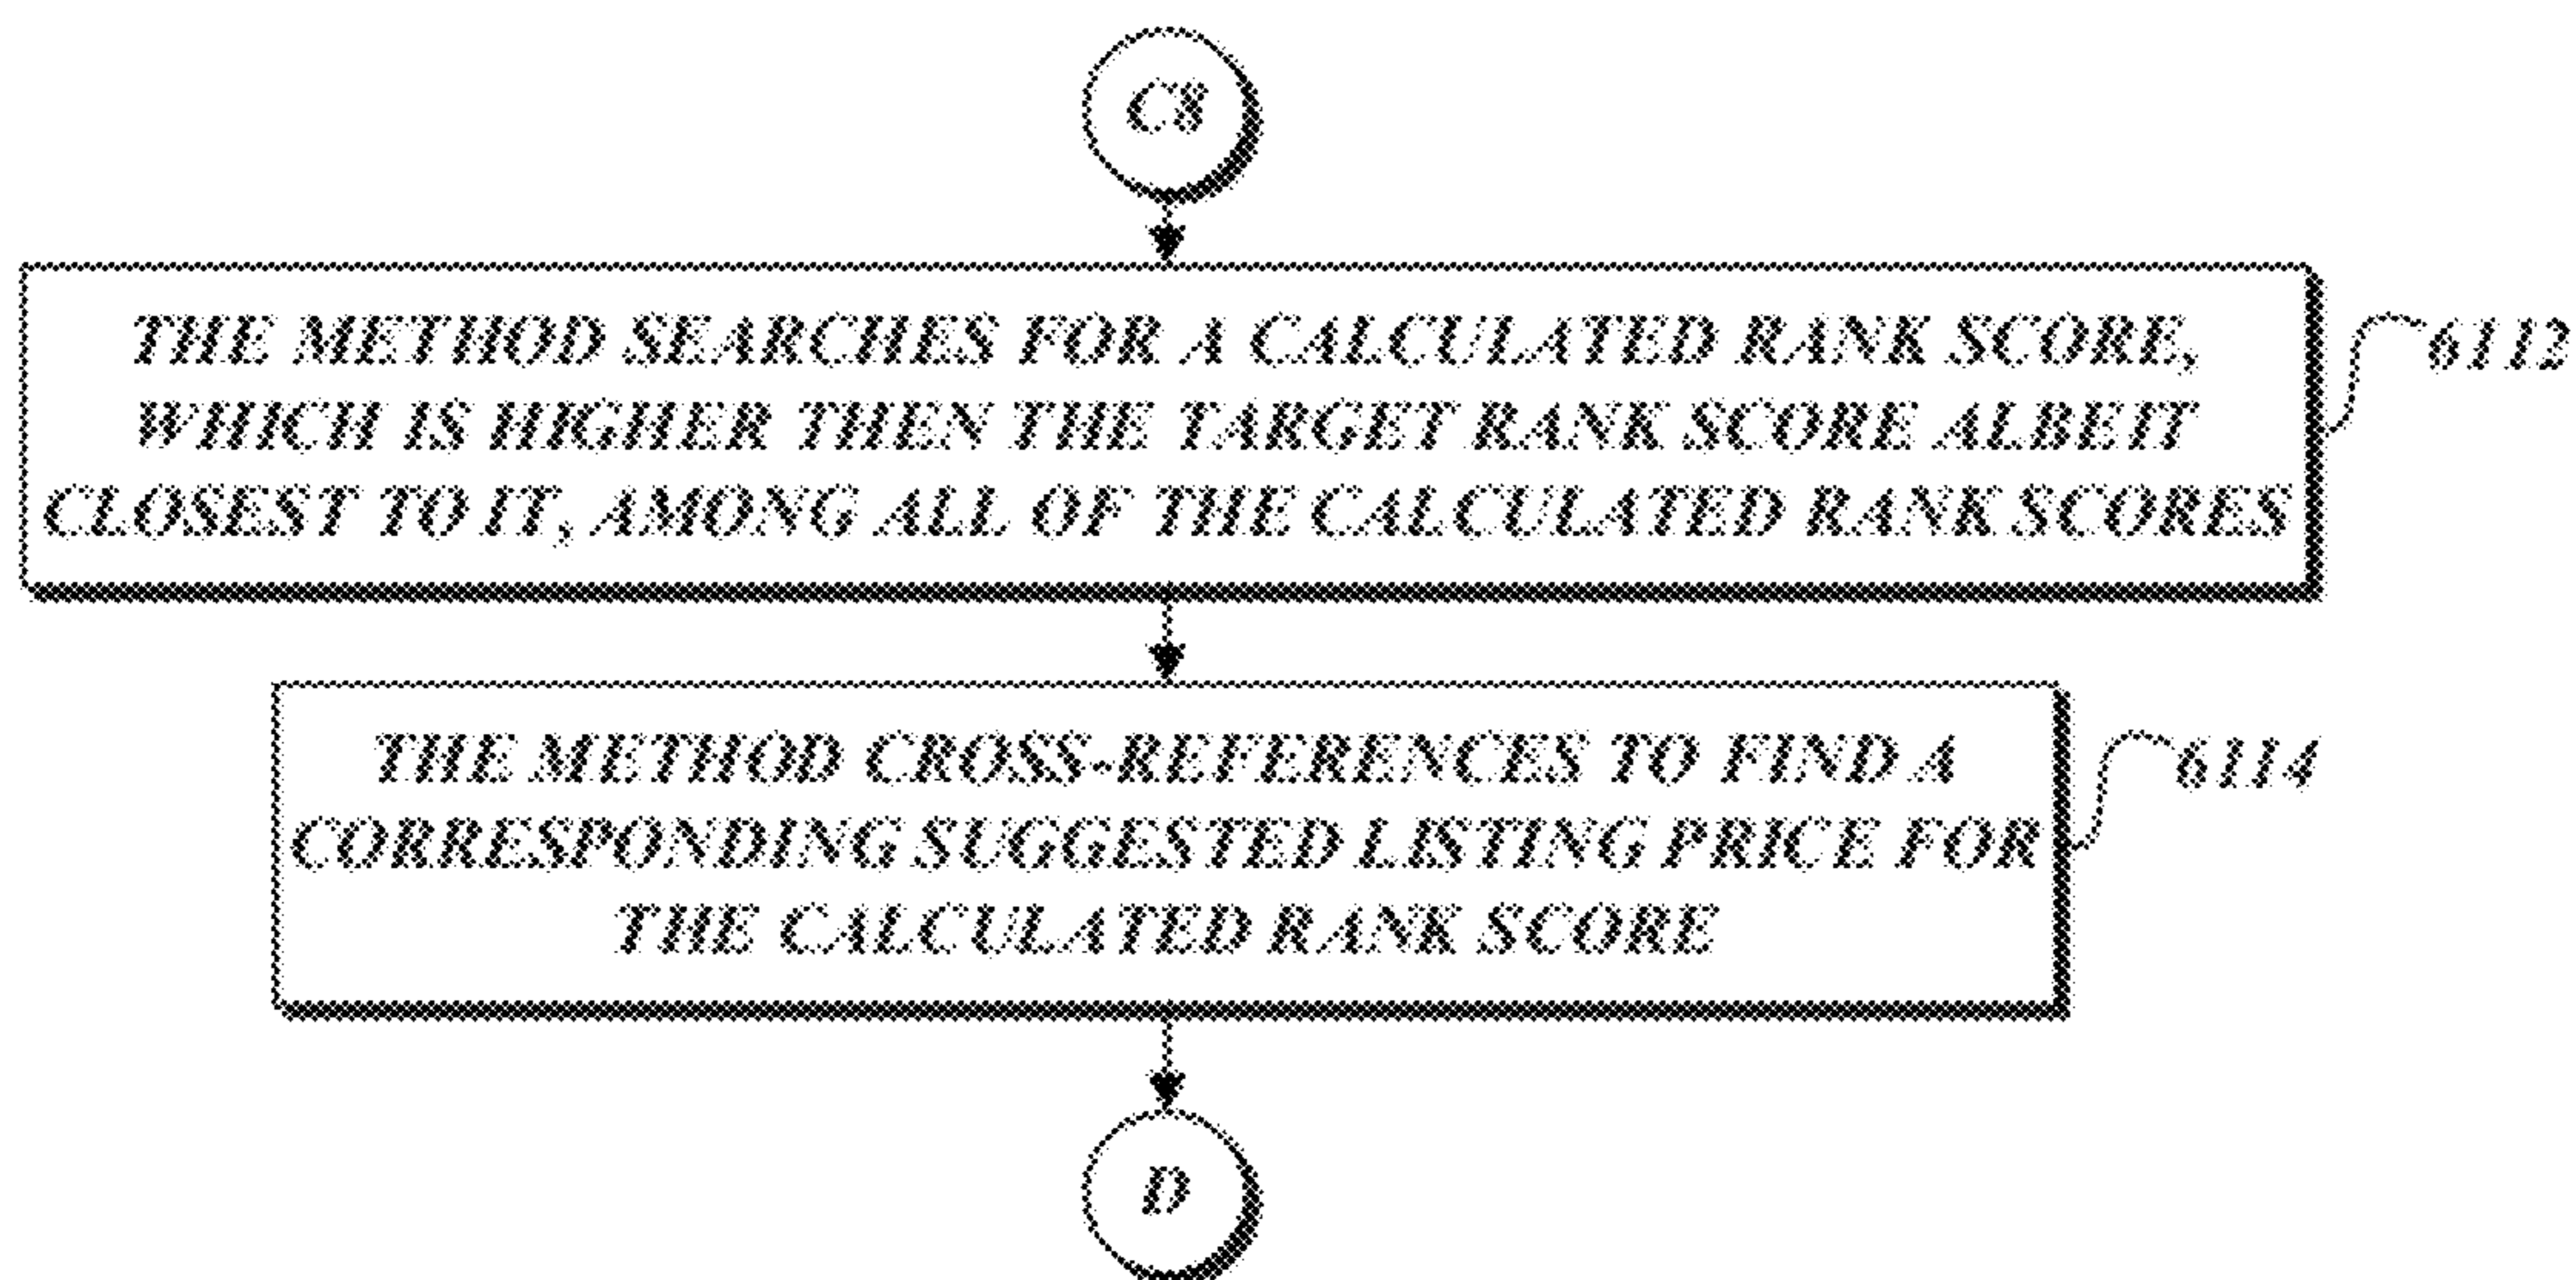 C8
THE METHOD SEARCHES FOR A CALCULATED RANK SCORE,
WHICH IS HIGHER THEN THE TARGET RANK SCORE ALBEIT
CLOSEST TO IT, AMONG ALL OF THE CALCULATED RANK SCORES
6112
THE METHOD CROSS-REFERENCES TO FIND A
CORRESPONDING SUGGESTED LISTING PRICE FOR
THE CALCULATED RANK SCORE
6114
D